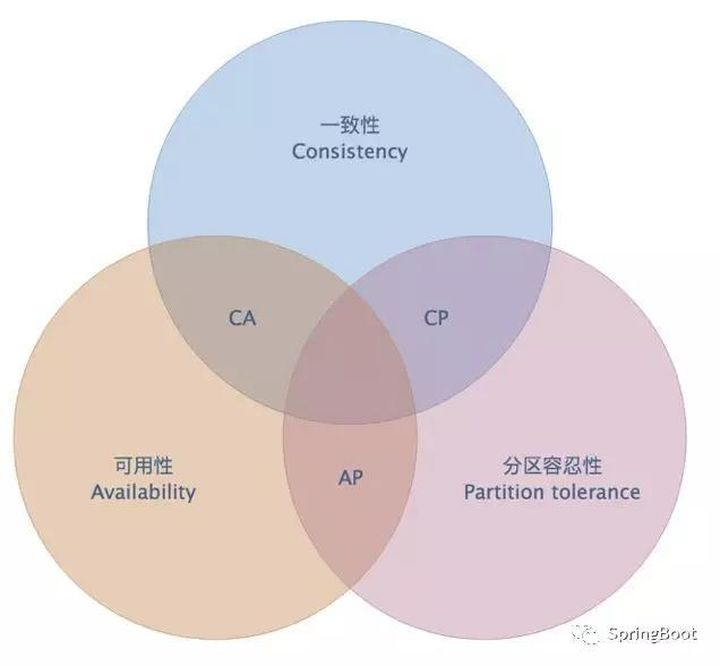 一致性
Consistency
CA
CP
可用性
Availability
AP
分区容忍性
Partition tolerance
SpringBoot